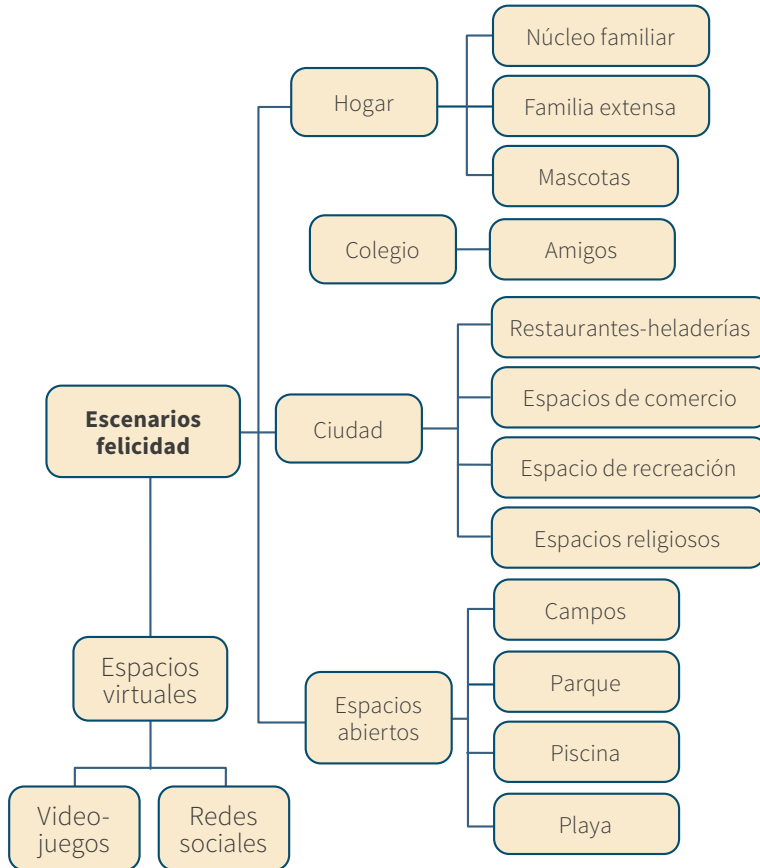 Escenarios
felicidad
Hogar
Núcleo familiar
Familia extensa
Mascotas
Colegio
Amigos
Ciudad
Restaurantes-heladerías
Espacios de comercio
Espacio de recreación
Espacios religiosos
Espacios
abiertos
Campos
Parque
Piscina
Playa
Espacios
virtuales
Video-
juegos
Redes
sociales